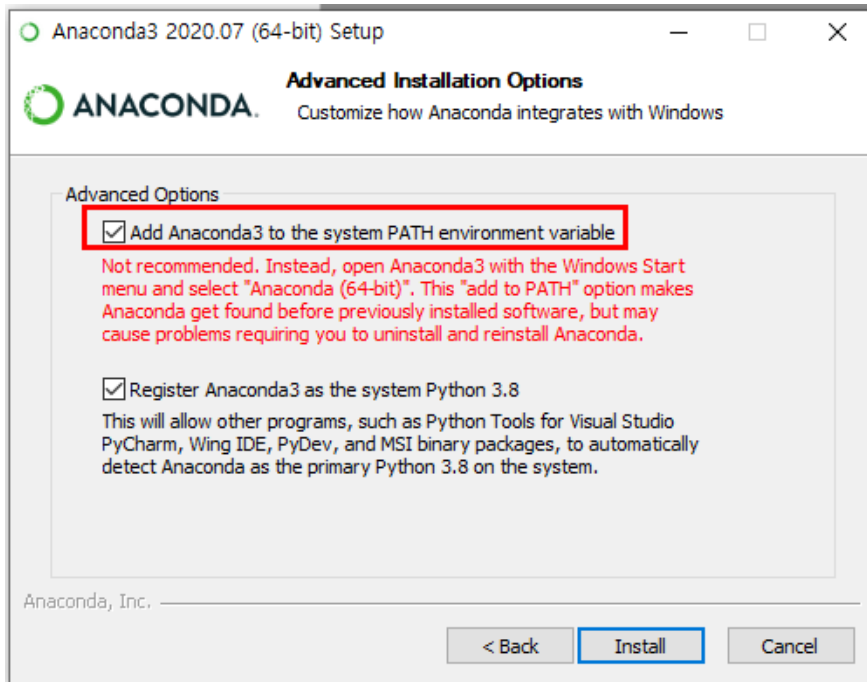 Anaconda3 2020.07 (64-bit) Setup
ANACONDA.
Advanced Installation Options
Customize how Anaconda integrates with Windows
Advanced Options
Add Anaconda3 to the system PATH environment variable
Not recommended. Instead, open Anaconda3 with the Windows Start
menu and select "Anaconda (64-bit)". This "add to PATH" option makes
Anaconda get found before previously installed software, but may
cause problems requiring you to uninstall and reinstall Anaconda.
Register Anaconda3 as the system Python 3.8
This will allow other programs, such as Python Tools for Visual Studio
PyCharm, Wing IDE, PyDev, and MSI binary packages, to automatically
detect Anaconda as the primary Python 3.8 on the system.
Anaconda, Inc.
< Back Install Cancel